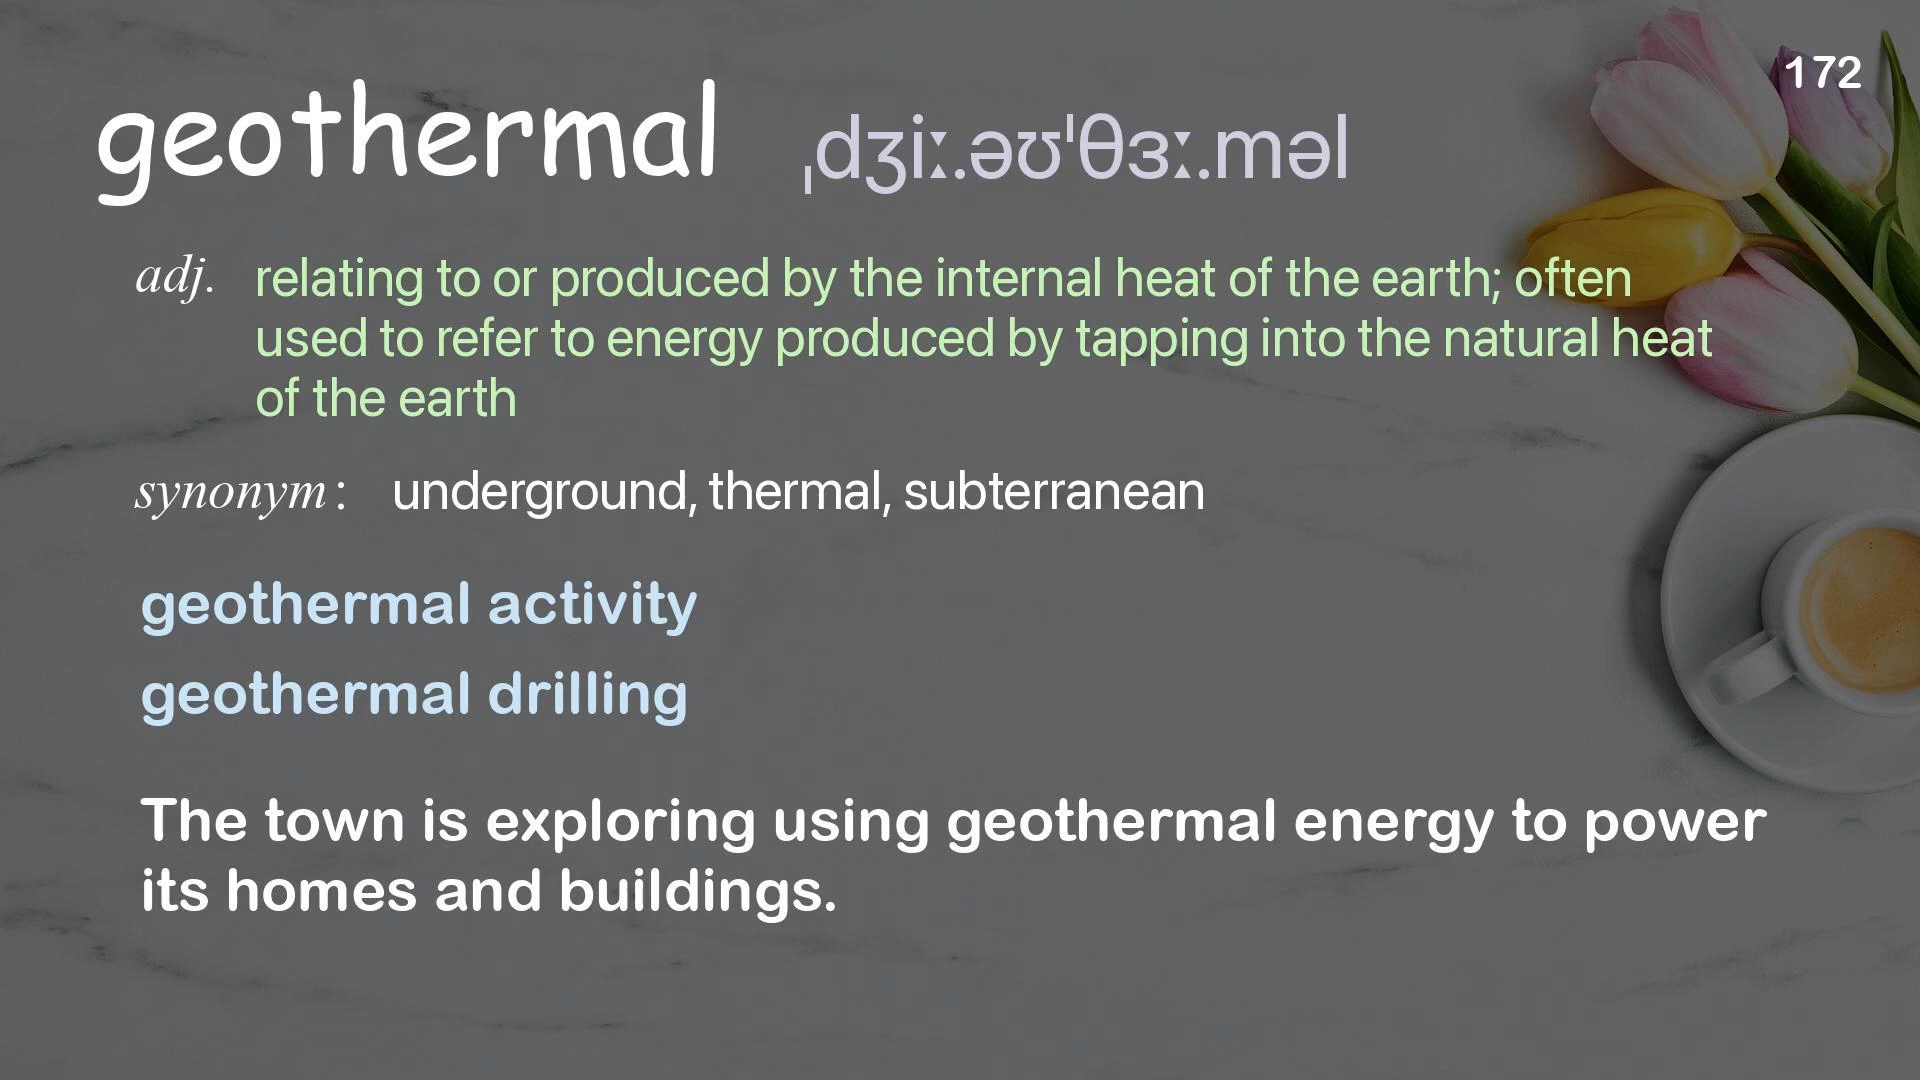 172
geothermal ˌdʒiː.əʊˈθɜː.məl
adj. relating to or produced by the internal heat of the earth; often
used to refer to energy produced by tapping into the natural heat
of the earth
synonym: underground, thermal, subterranean
geothermal activity
geothermal drilling
The town is exploring using geothermal energy to power
its homes and buildings.